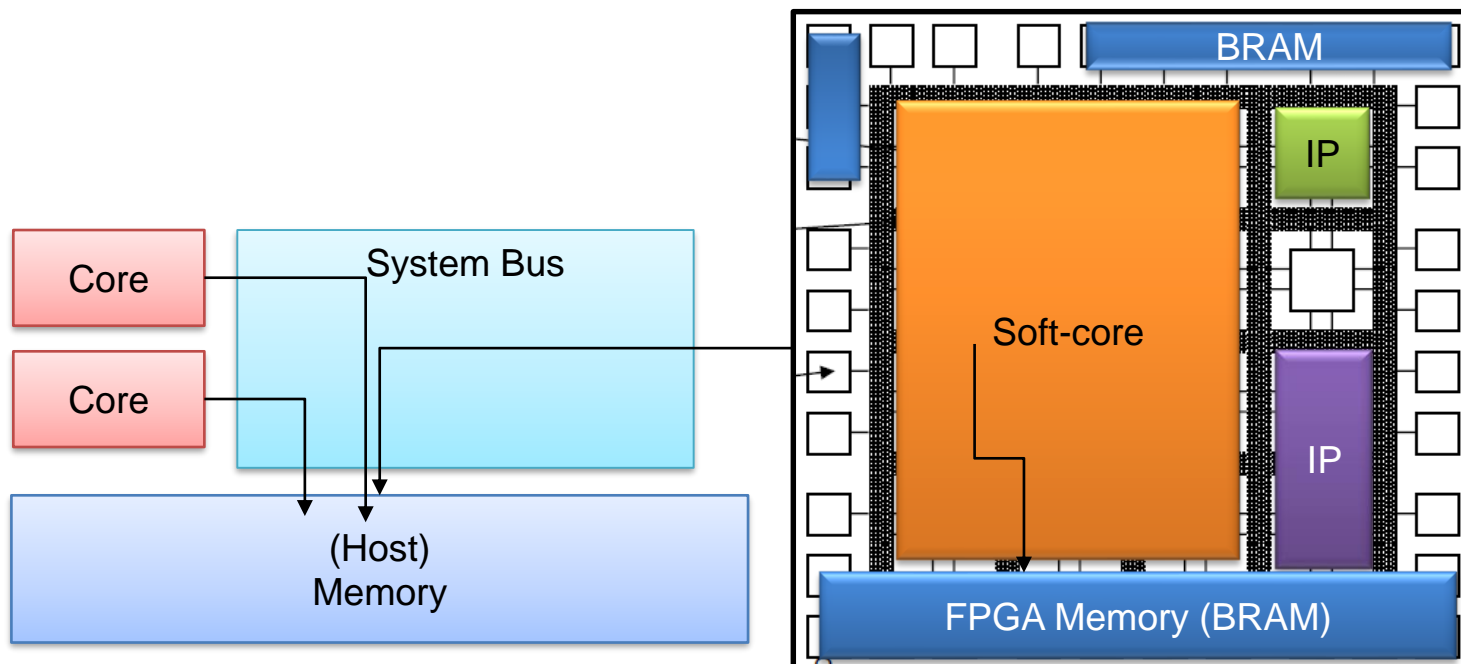 BRAM
IP
Core
System Bus
Core
Soft-core
IP
(Host)
Memory
FPGA Memory (BRAM)